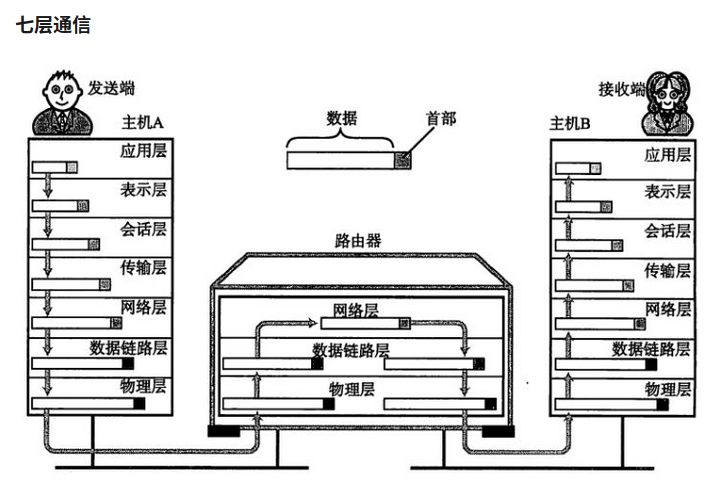 七层通信
发送端
接收端
主机A
数据
首部
主机B
应用层
表示层
会话层
传输层
网络层
数据链路层
物理层
路由器
网络层
数据链路层
物理层
应用层
表示层
会话层
传输层
网络层
数据链路层
物理层